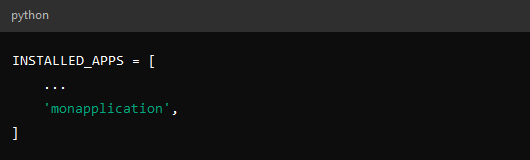 python
INSTALLED_APPS = [
    ...
    'monapplication',
]